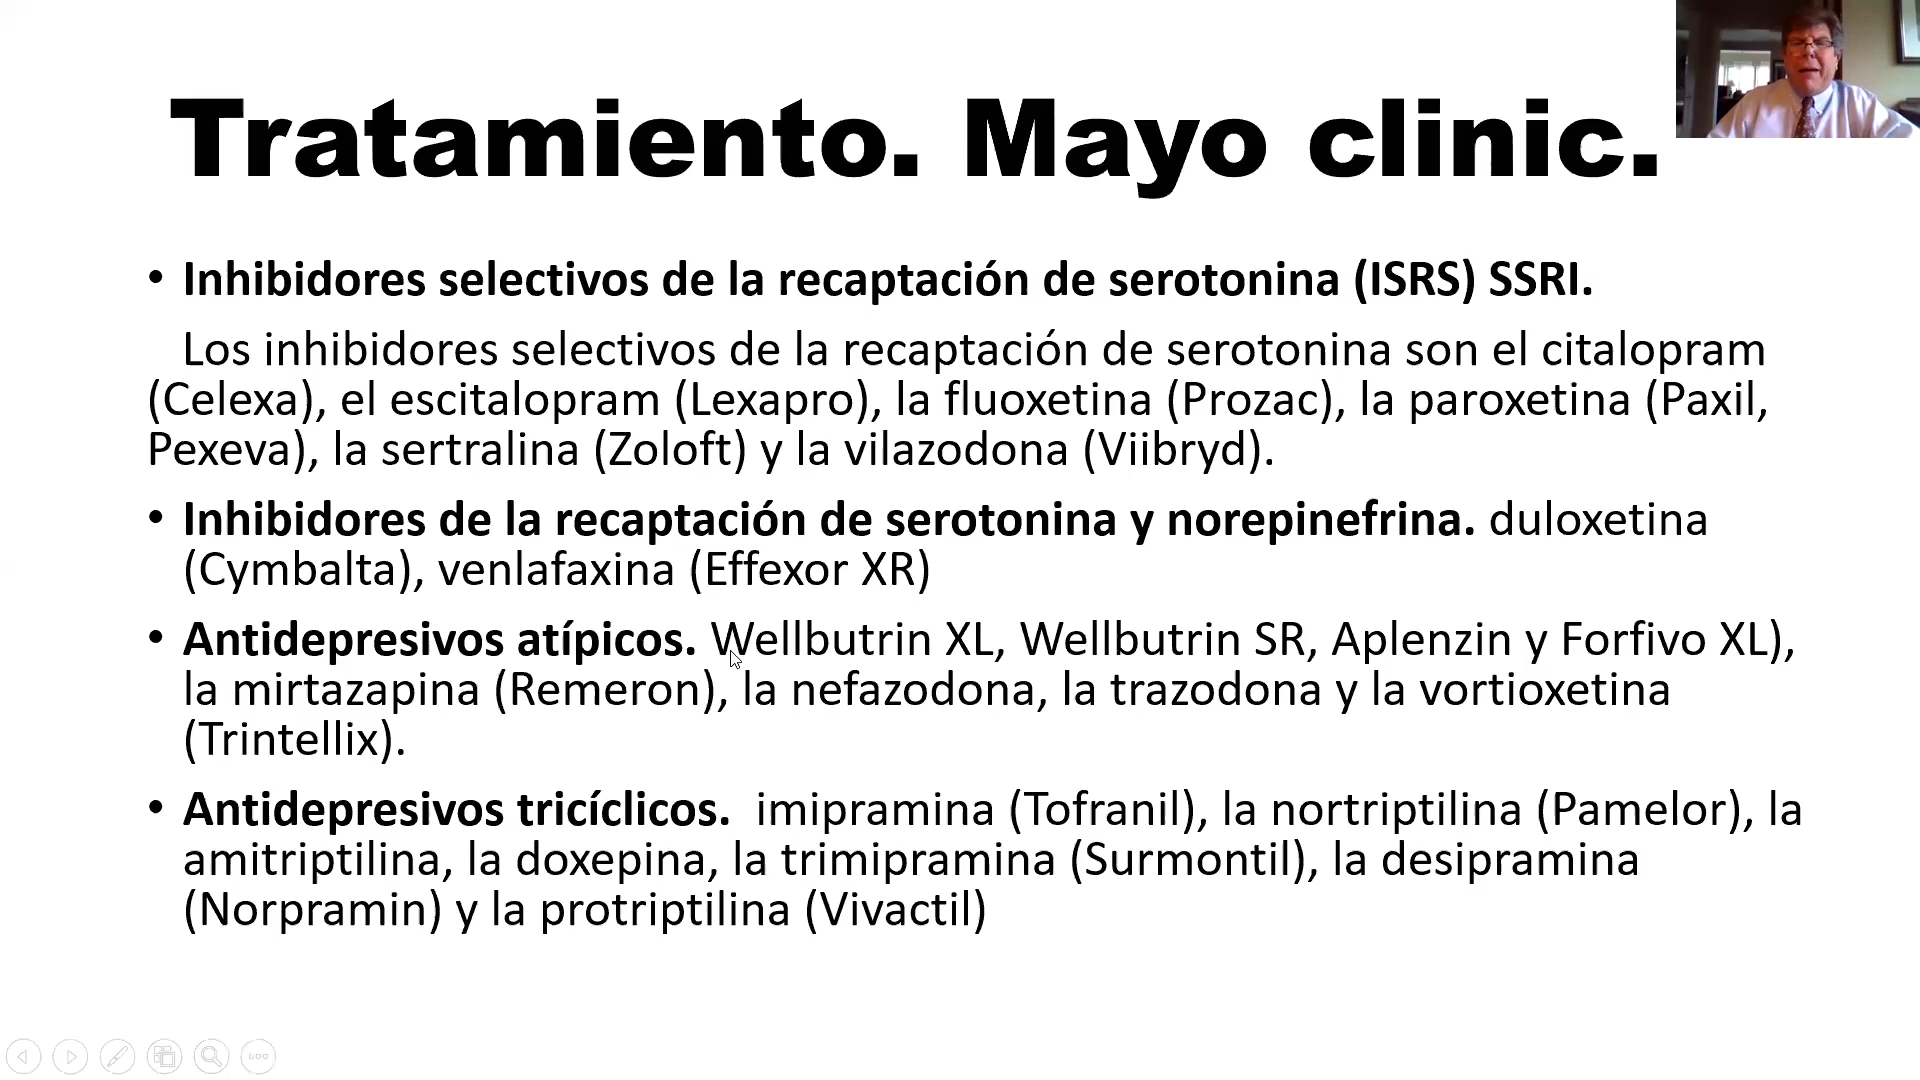 Tratamiento. Mayo clinic.
• Inhibidores selectivos de la recaptación de serotonina (ISRS) SSRI.
Los inhibidores selectivos de la recaptación de serotonina son el citalopram
(Celexa), el escitalopram (Lexapro), la fluoxetina (Prozac), la paroxetina (Paxil,
Pexeva), la sertralina (Zoloft) y la vilazodona (Viibryd).
• Inhibidores de la recaptación de serotonina y norepinefrina. duloxetina
(Cymbalta), venlafaxina (Effexor XR)
• Antidepresivos atípicos. Wellbutrin XL, Wellbutrin SR, Aplenzin y Forfivo XL),
la mirtazapina (Remeron), la nefazodona, la trazodona y la vortioxetina
(Trintellix).
• Antidepresivos tricíclicos.  imipramina (Tofranil), la nortriptilina (Pamelor), la
amitriptilina, la doxepina, la trimipramina (Surmontil), la desipramina
(Norpramin) y la protriptilina (Vivactil)